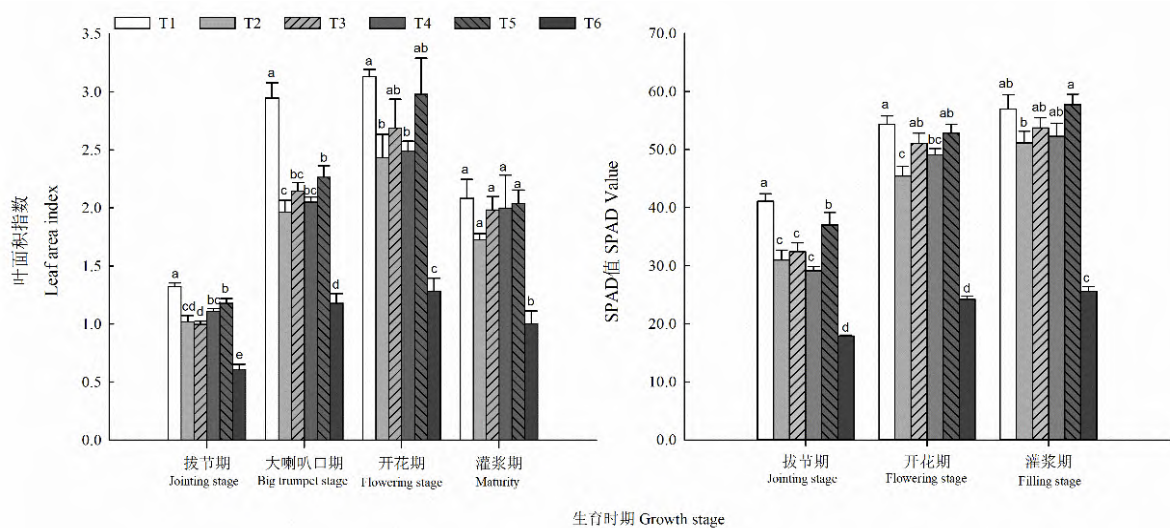 T1 T2 T3 T4 T5 T6
叶面积指数
Leaf area index
3.5
3.0
2.5
2.0
1.5
1.0
0.5
0.0
a cd d bc b e
a c bc bc b d
a b ab b ab c
a a a a a b
拔节期 大喇叭口期 开花期 灌浆期
Jointing stage Big trumpet stage Flowering stage Maturity
SPAD值 SPAD Value
70.0
60.0
50.0
40.0
30.0
20.0
10.0
0.0
a c c c b d
a c ab bc ab d
ab b ab ab a c
拔节期 开花期 灌浆期
Jointing stage Flowering stage Filling stage
生育时期 Growth stage